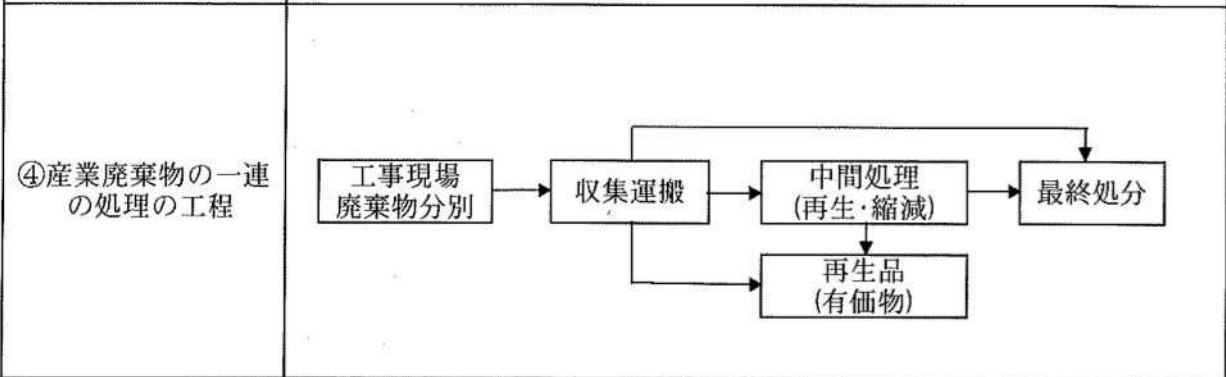 ④産業廃棄物の一連
の処理の工程
工事現場
廃棄物分別
収集運搬
中間処理
(再生・縮減)
最終処分
再生品
(有価物)